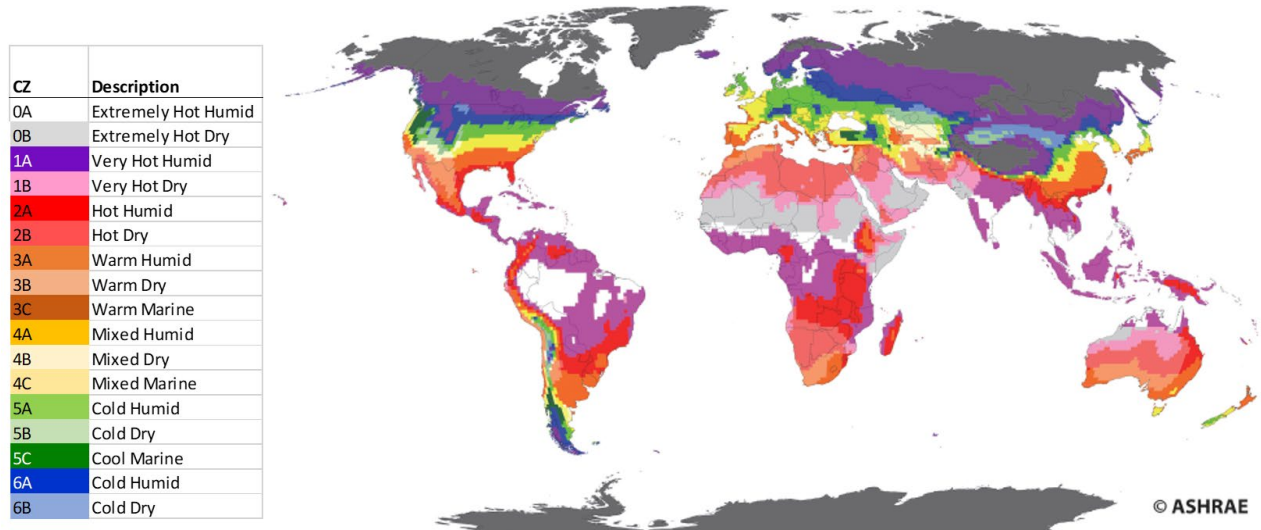 CZ Description
0A Extremely Hot Humid
0B Extremely Hot Dry
1A Very Hot Humid
1B Very Hot Dry
2A Hot Humid
2B Hot Dry
3A Warm Humid
3B Warm Dry
3C Warm Marine
4A Mixed Humid
4B Mixed Dry
4C Mixed Marine
5A Cold Humid
5B Cold Dry
5C Cool Marine
6A Cold Humid
6B Cold Dry
© ASHRAE